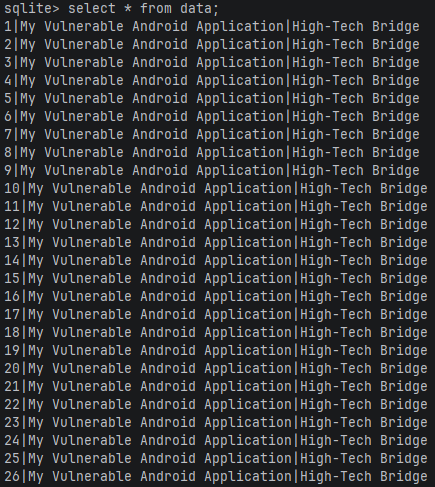 sqlite> select * from data;
1|My Vulnerable Android Application|High-Tech Bridge
2|My Vulnerable Android Application|High-Tech Bridge
3|My Vulnerable Android Application|High-Tech Bridge
4|My Vulnerable Android Application|High-Tech Bridge
5|My Vulnerable Android Application|High-Tech Bridge
6|My Vulnerable Android Application|High-Tech Bridge
7|My Vulnerable Android Application|High-Tech Bridge
8|My Vulnerable Android Application|High-Tech Bridge
9|My Vulnerable Android Application|High-Tech Bridge
10|My Vulnerable Android Application|High-Tech Bridge
11|My Vulnerable Android Application|High-Tech Bridge
12|My Vulnerable Android Application|High-Tech Bridge
13|My Vulnerable Android Application|High-Tech Bridge
14|My Vulnerable Android Application|High-Tech Bridge
15|My Vulnerable Android Application|High-Tech Bridge
16|My Vulnerable Android Application|High-Tech Bridge
17|My Vulnerable Android Application|High-Tech Bridge
18|My Vulnerable Android Application|High-Tech Bridge
19|My Vulnerable Android Application|High-Tech Bridge
20|My Vulnerable Android Application|High-Tech Bridge
21|My Vulnerable Android Application|High-Tech Bridge
22|My Vulnerable Android Application|High-Tech Bridge
23|My Vulnerable Android Application|High-Tech Bridge
24|My Vulnerable Android Application|High-Tech Bridge
25|My Vulnerable Android Application|High-Tech Bridge
26|My Vulnerable Android Application|High-Tech Bridge